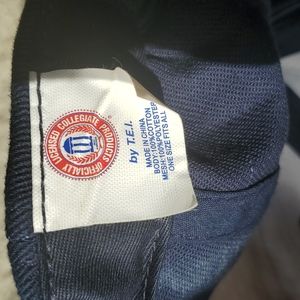 OFFICIALLY LICENSED COLLEGIATE PRODUCTS
by T.E.I.
MADE IN CHINA
BODY:100%COTTON
MESH:100%POLYESTER
ONE SIZE FITS ALL